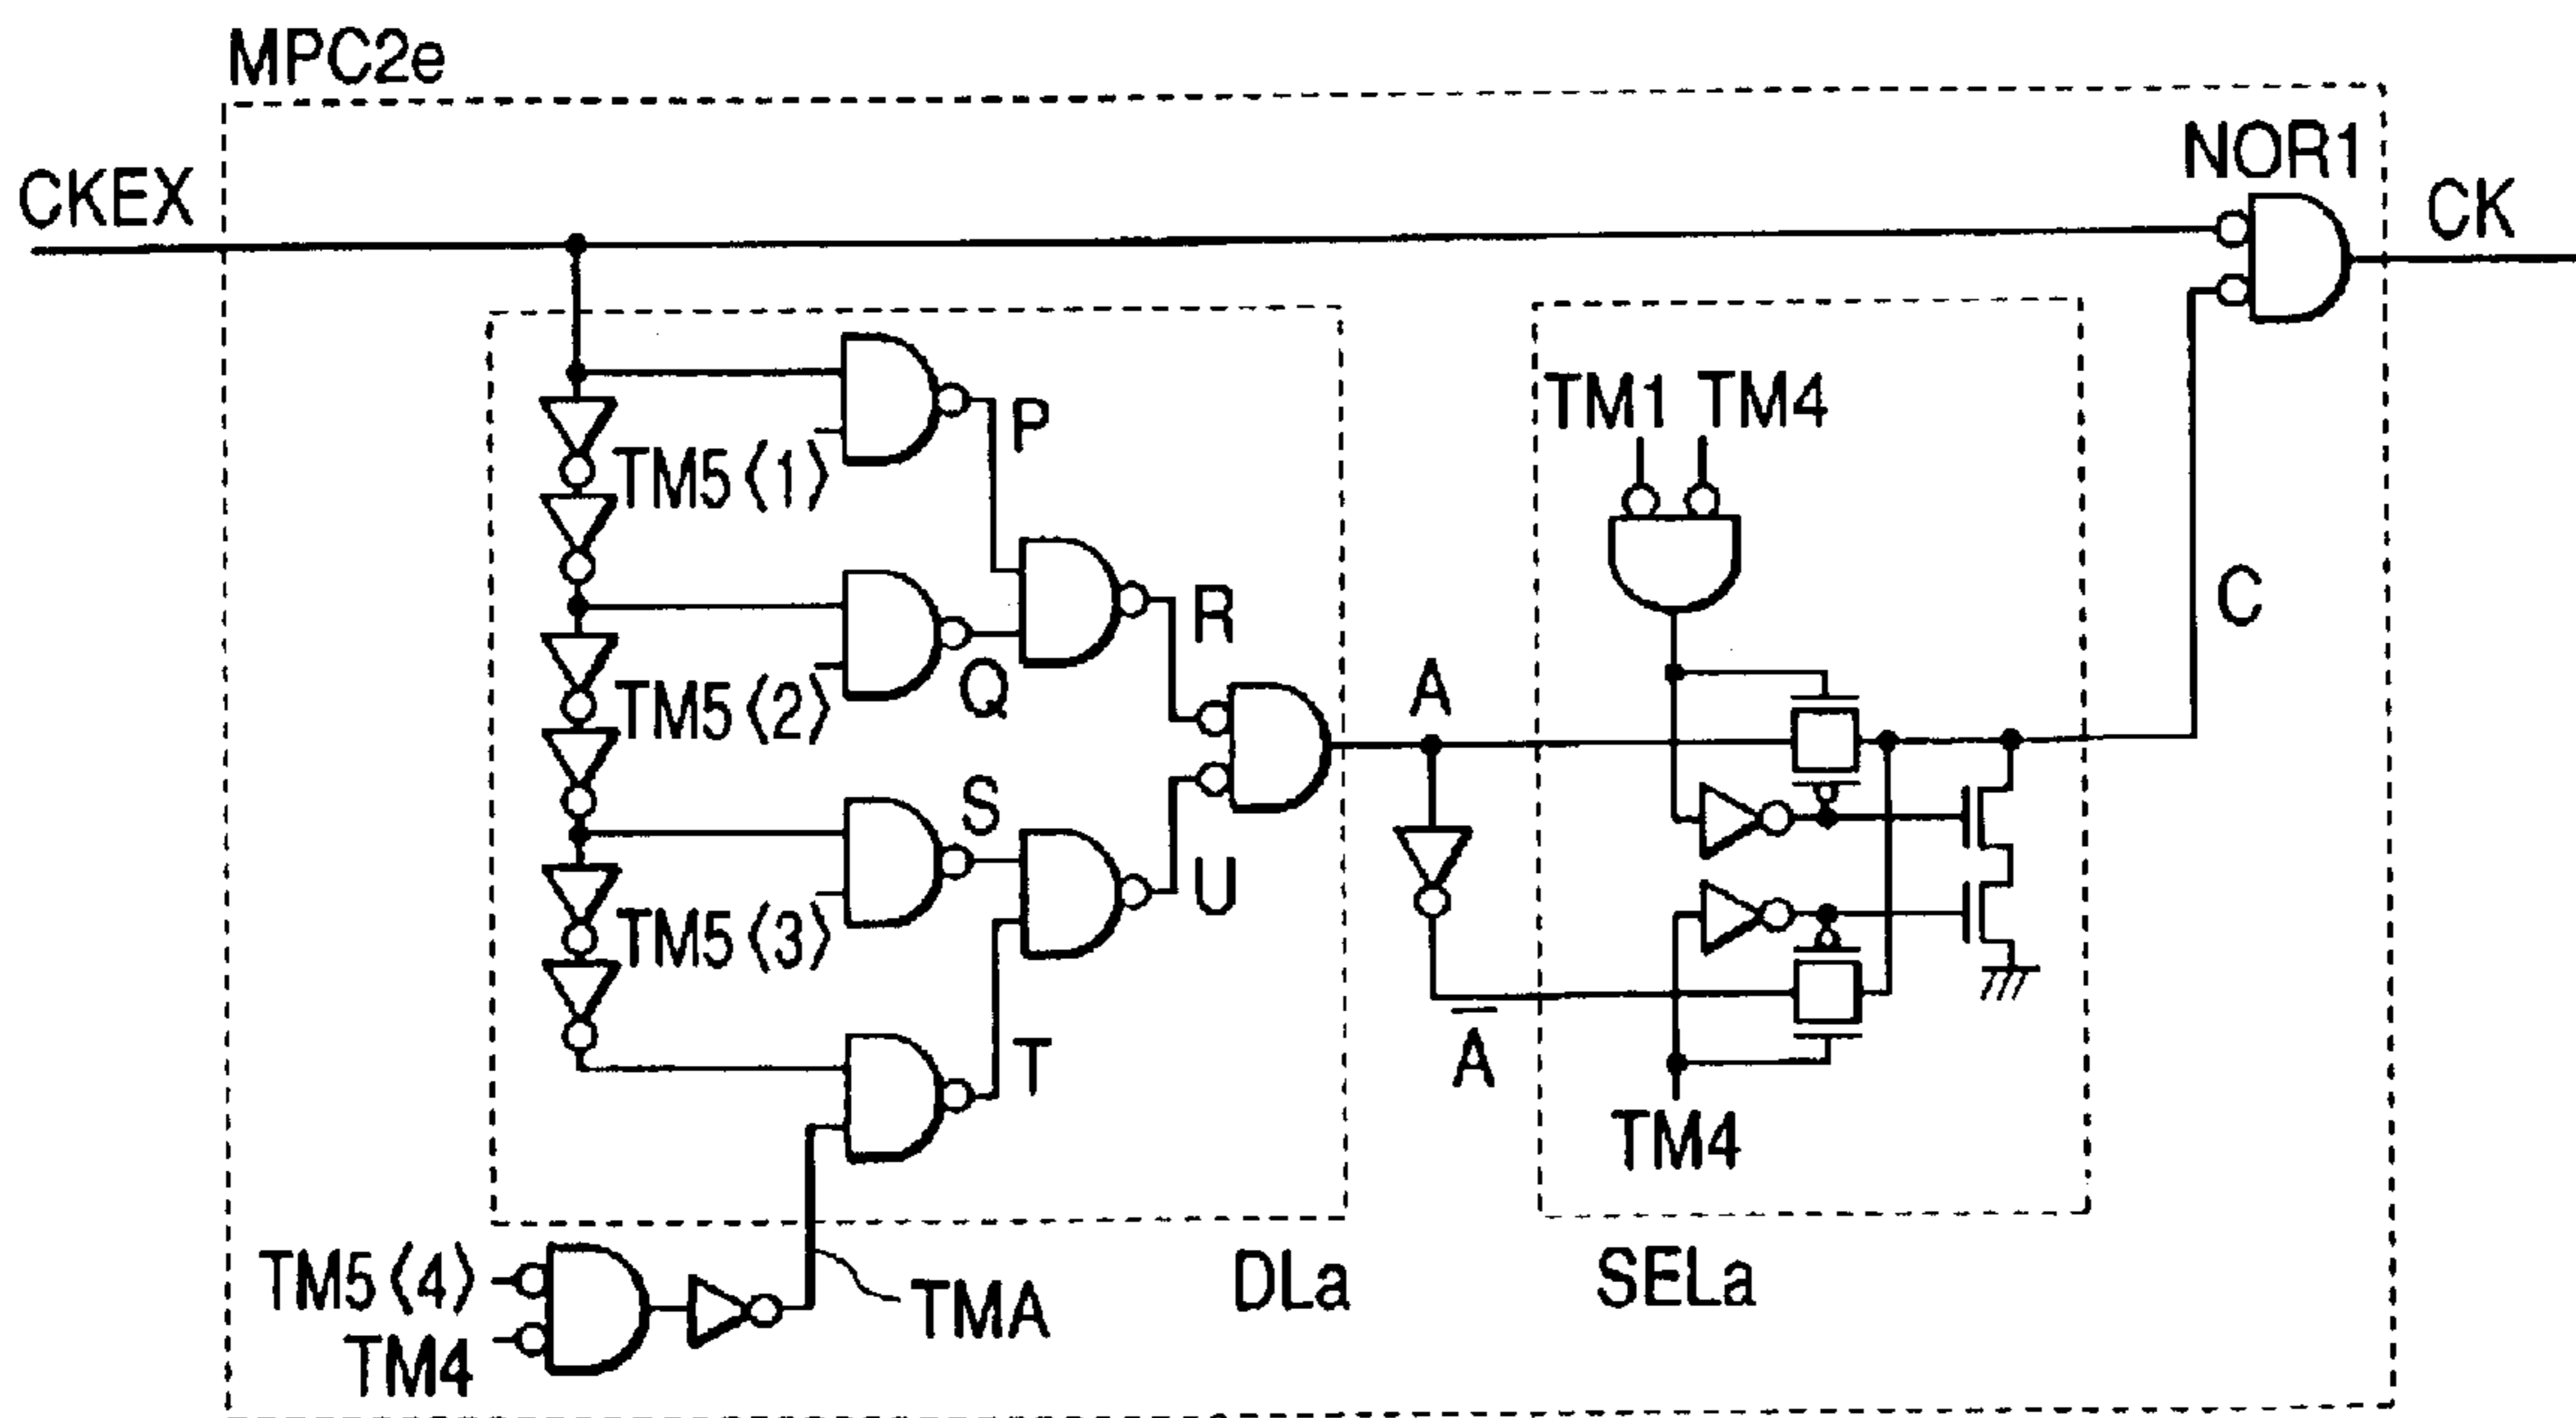 MPC2e
NOR1
CKEX
CK
TM5⟨1⟩
P
TM1 TM4
TM5⟨2⟩
Q
R
C
A
TM5⟨3⟩
S
U
T
A̅
TM4
TM5⟨4⟩
TM4
TMA
DLa
SELa